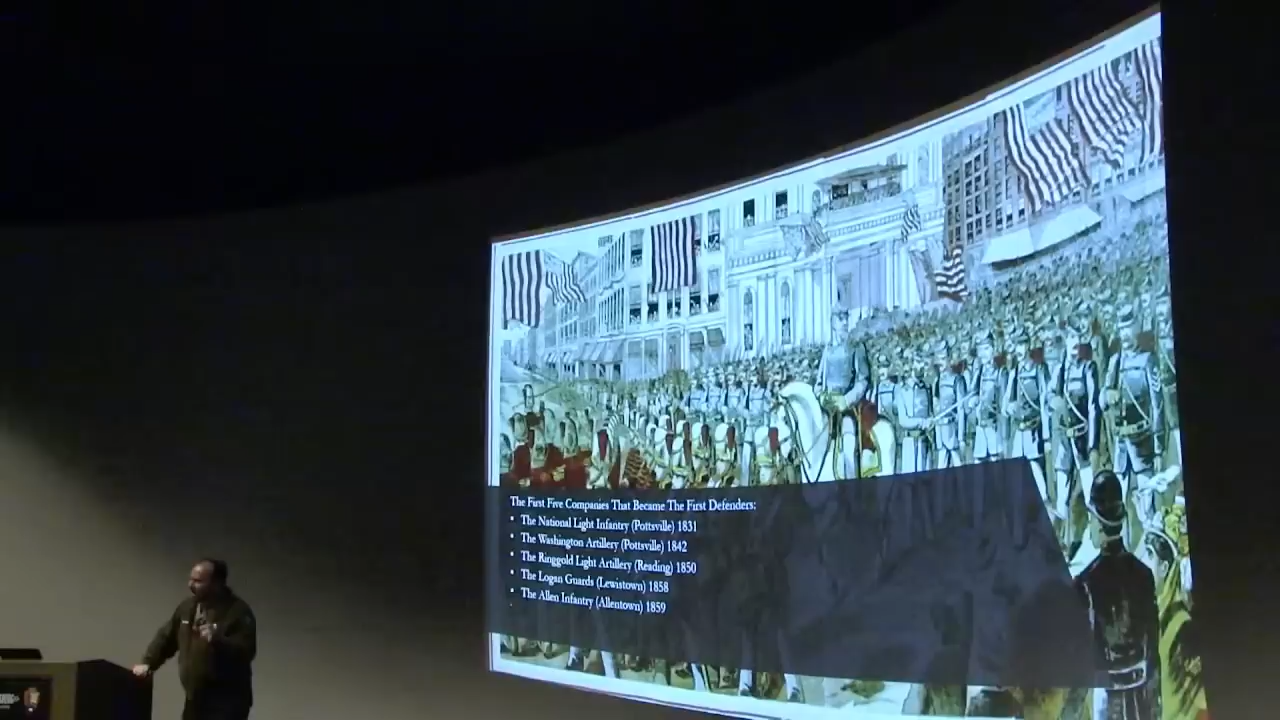 The First Five Companies That Became The First Defenders:
• The National Light Infantry (Pottsville) 1831
• The Washington Artillery (Pottsville) 1842
• The Ringgold Light Artillery (Reading) 1850
• The Logan Guards (Lewistown) 1858
• The Allen Infantry (Allentown) 1859